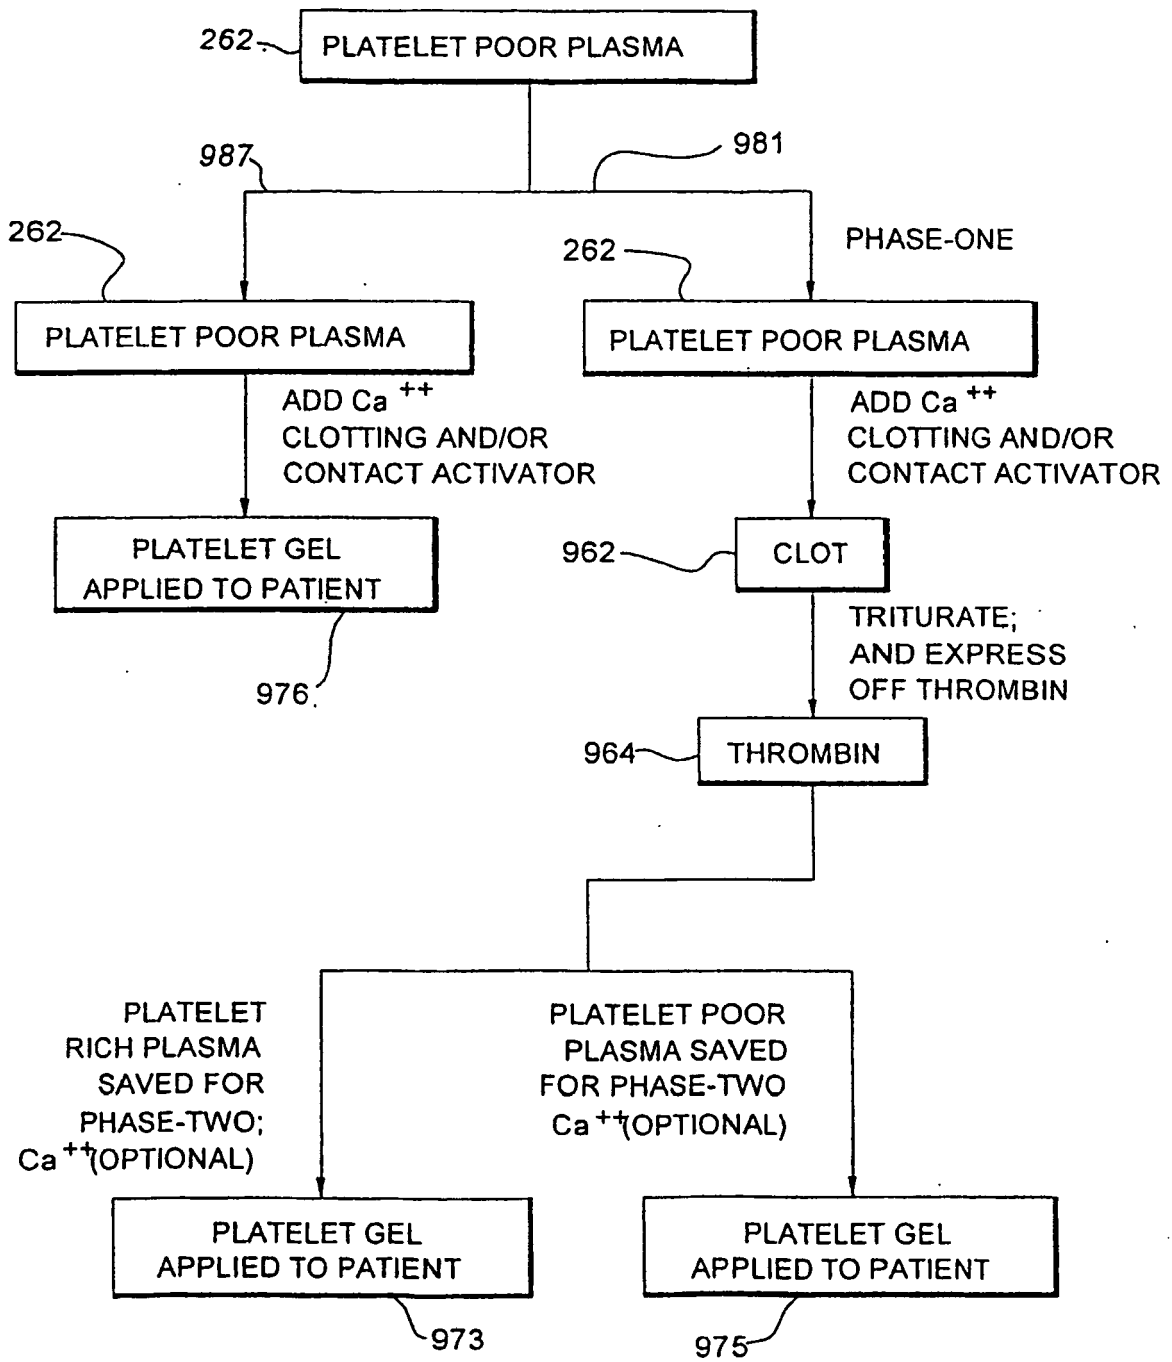 262
PLATELET POOR PLASMA
987
981
262
262
PHASE-ONE
PLATELET POOR PLASMA
PLATELET POOR PLASMA
ADD Ca ++
CLOTTING AND/OR
CONTACT ACTIVATOR
ADD Ca ++
CLOTTING AND/OR
CONTACT ACTIVATOR
PLATELET GEL
APPLIED TO PATIENT
976
962
CLOT
TRITURATE;
AND EXPRESS
OFF THROMBIN
964
THROMBIN
PLATELET
RICH PLASMA
SAVED FOR
PHASE-TWO;
Ca ++(OPTIONAL)
PLATELET POOR
PLASMA SAVED
FOR PHASE-TWO
Ca ++(OPTIONAL)
PLATELET GEL
APPLIED TO PATIENT
973
PLATELET GEL
APPLIED TO PATIENT
975